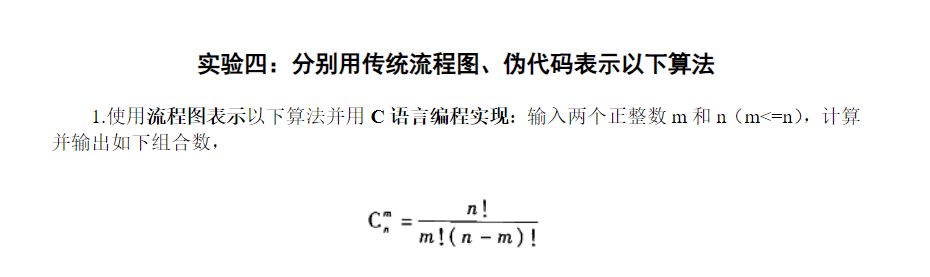 实验四：分别用传统流程图、伪代码表示以下算法
1.使用流程图表示以下算法并用 C 语言编程实现：输入两个正整数 m 和 n（m<=n），计算
并输出如下组合数，
C_n^m = n! / m!(n-m)!